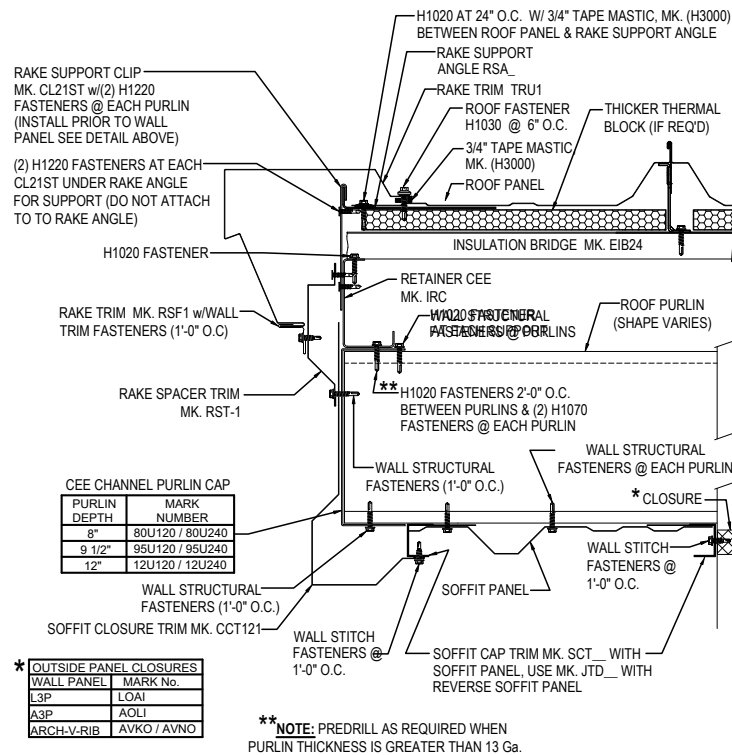 H1020 AT 24" O.C. W/ 3/4" TAPE MASTIC, MK. (H3000)
BETWEEN ROOF PANEL & RAKE SUPPORT ANGLE
RAKE SUPPORT
ANGLE RSA_
RAKE TRIM TRU1
ROOF FASTENER
H1030 @ 6" O.C.
3/4" TAPE MASTIC
MK. (H3000)
ROOF PANEL
THICKER THERMAL
BLOCK (IF REQ'D)
RAKE SUPPORT CLIP
MK. CL21ST w/(2) H1220
FASTENERS @ EACH PURLIN
(INSTALL PRIOR TO WALL
PANEL SEE DETAIL ABOVE)
(2) H1220 FASTENERS AT EACH
CL21ST UNDER RAKE ANGLE
FOR SUPPORT (DO NOT ATTACH
TO TO RAKE ANGLE)
H1020 FASTENER
INSULATION BRIDGE MK. EIB24
RETAINER CEE
MK. IRC
RAKE TRIM MK. RSF1 w/WALL
TRIM FASTENERS (1'-0" O.C)
H1020 FASTENER
AT EACH SUPPORT
WALL STRUCTURAL
FASTENERS @ PURLINS
ROOF PURLIN
(SHAPE VARIES)
RAKE SPACER TRIM
MK. RST-1
** H1020 FASTENERS 2'-0" O.C.
BETWEEN PURLINS & (2) H1070
FASTENERS @ EACH PURLIN
WALL STRUCTURAL
FASTENERS (1'-0" O.C.)
WALL STRUCTURAL
FASTENERS @ EACH PURLIN
* CLOSURE
CEE CHANNEL PURLIN CAP
PURLIN DEPTH MARK NUMBER
8" 80U120 / 80U240
9 1/2" 95U120 / 95U240
12" 12U120 / 12U240
WALL STRUCTURAL
FASTENERS (1'-0" O.C.)
SOFFIT CLOSURE TRIM MK. CCT121
WALL STITCH
FASTENERS @
1'-0" O.C.
SOFFIT PANEL
WALL STITCH
FASTENERS @
1'-0" O.C.
SOFFIT CAP TRIM MK. SCT__ WITH
SOFFIT PANEL, USE MK. JTD__ WITH
REVERSE SOFFIT PANEL
* OUTSIDE PANEL CLOSURES
WALL PANEL MARK No.
L3P LOAI
A3P AOLI
ARCH-V-RIB AVKO / AVNO
**NOTE: PREDRILL AS REQUIRED WHEN
PURLIN THICKNESS IS GREATER THAN 13 Ga.